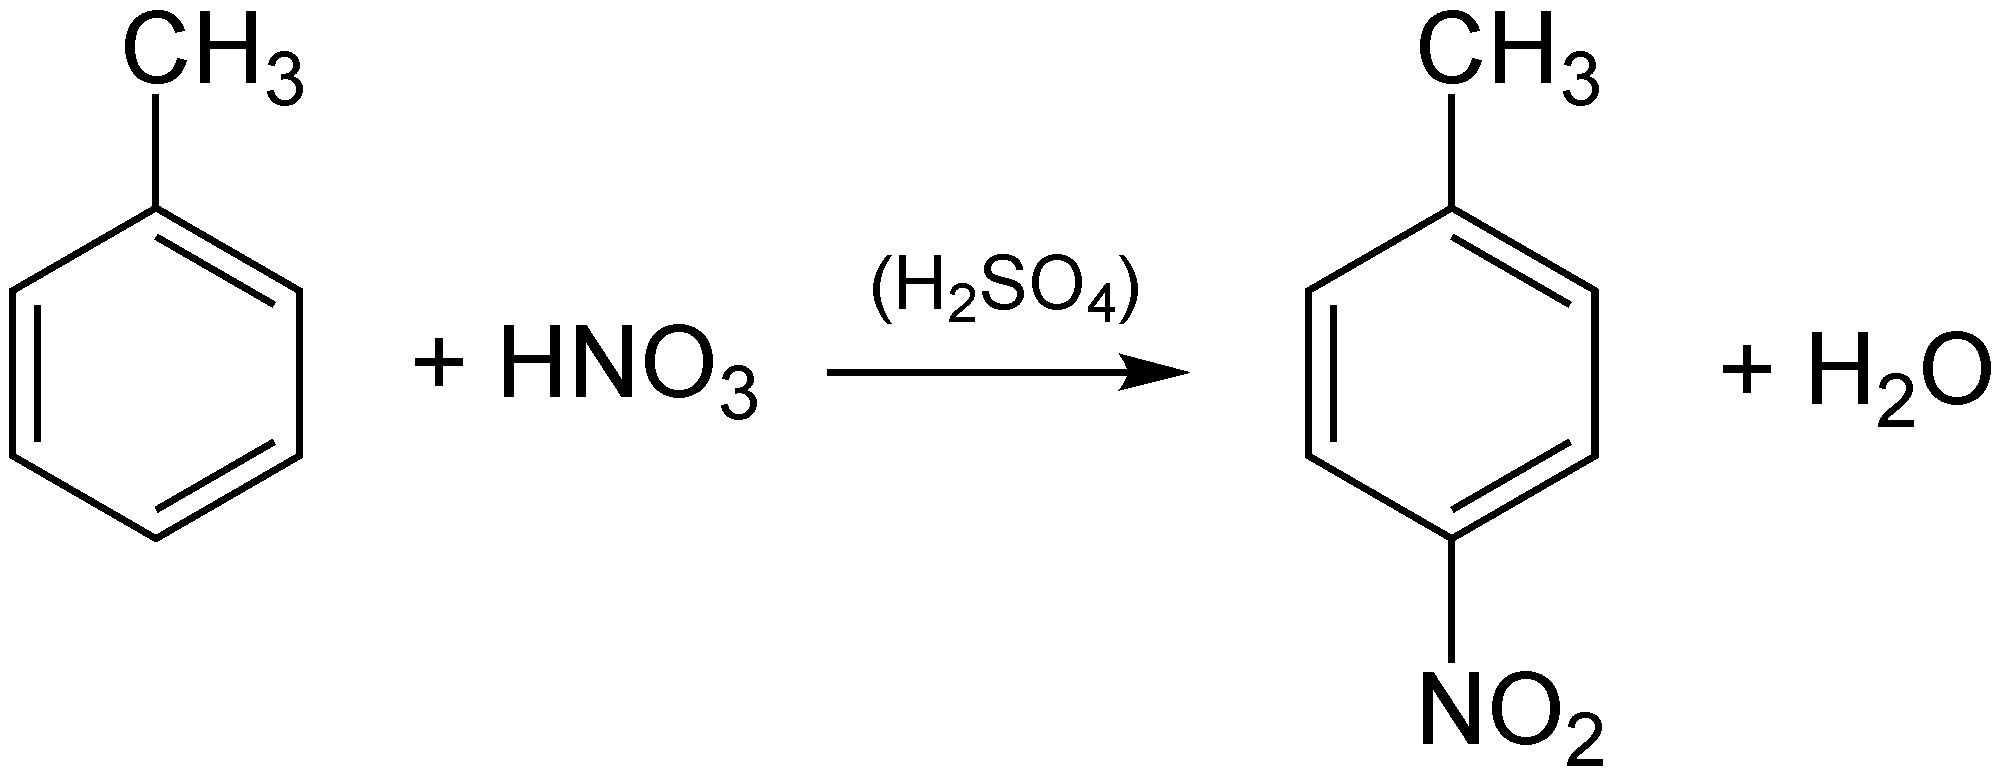 CH₃ CH₃
(H₂SO₄)
+ HNO₃ + H₂O
NO₂